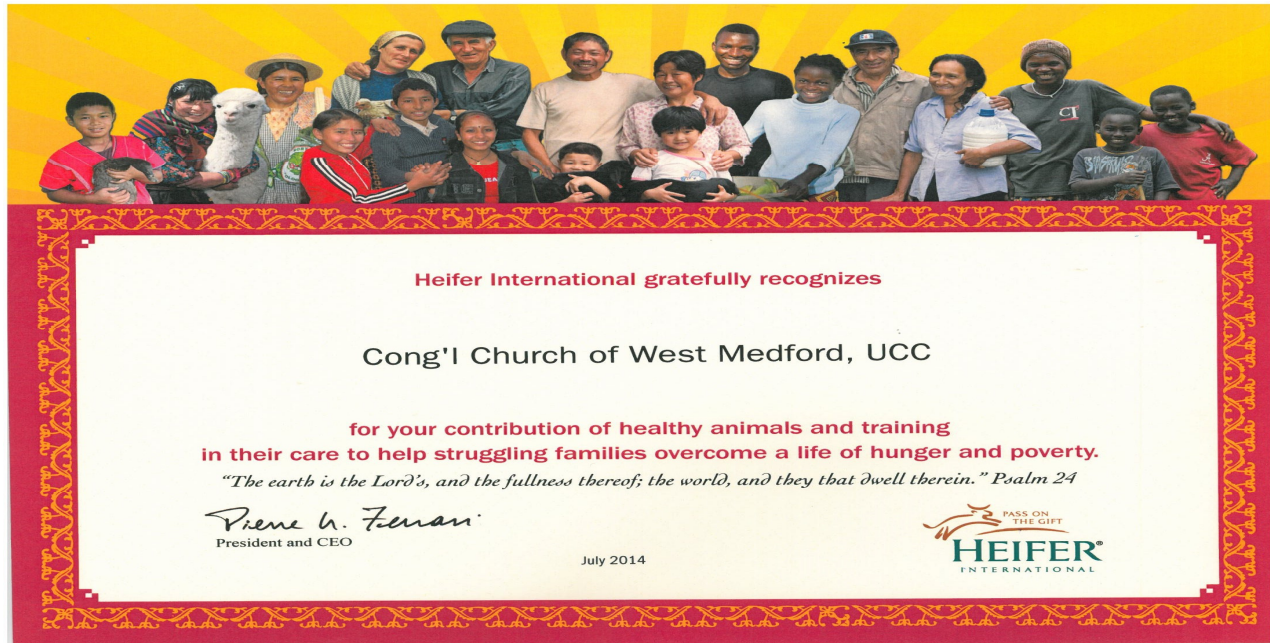 Heifer International gratefully recognizes
Cong'l Church of West Medford, UCC
for your contribution of healthy animals and training
in their care to help struggling families overcome a life of hunger and poverty.
“The earth is the Lord's, and the fullness thereof; the world, and they that dwell therein.” Psalm 24
Pierre U. Ferrari
President and CEO
July 2014
PASS ON
THE GIFT
HEIFER®
INTERNATIONAL